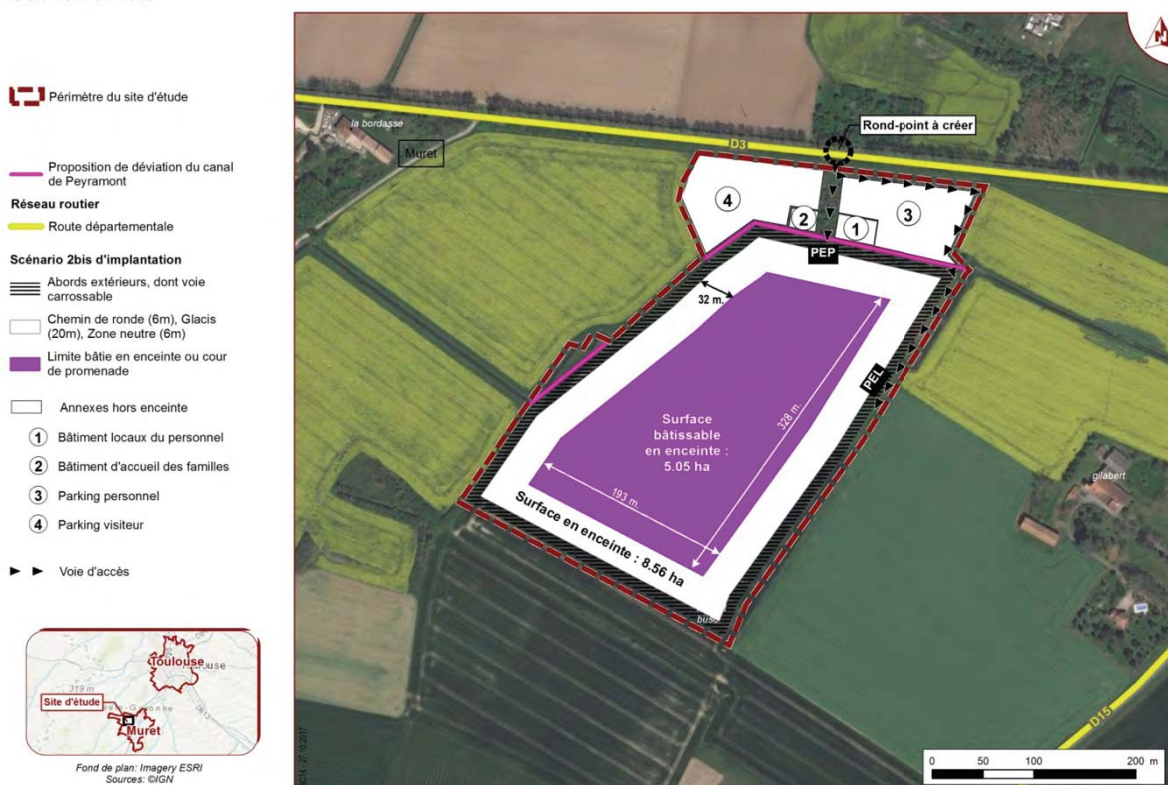 Périmètre du site d'étude
Proposition de déviation du canal
de Peyramont
Réseau routier
Route départementale
Scénario 2bis d'implantation
Abords extérieurs, dont voie
carrossable
Chemin de ronde (6m), Glacis
(20m), Zone neutre (6m)
Limite bâtie en enceinte ou cour
de promenade
Annexes hors enceinte
1 Bâtiment locaux du personnel
2 Bâtiment d'accueil des familles
3 Parking personnel
4 Parking visiteur
Voie d'accès
Toulouse
319 m
Site d'étude
Muret
Fond de plan: Imagery ESRI
Sources: ©IGN
N
la bordasse
Muret
D3
Rond-point à créer
4
2
1
3
PEP
32 m.
PEL
328 m.
Surface
bâtissable
en enceinte :
5.05 ha
193 m.
Surface en enceinte : 8.56 ha
gilabert
D15
27.10.2017
0 50 100 200 m